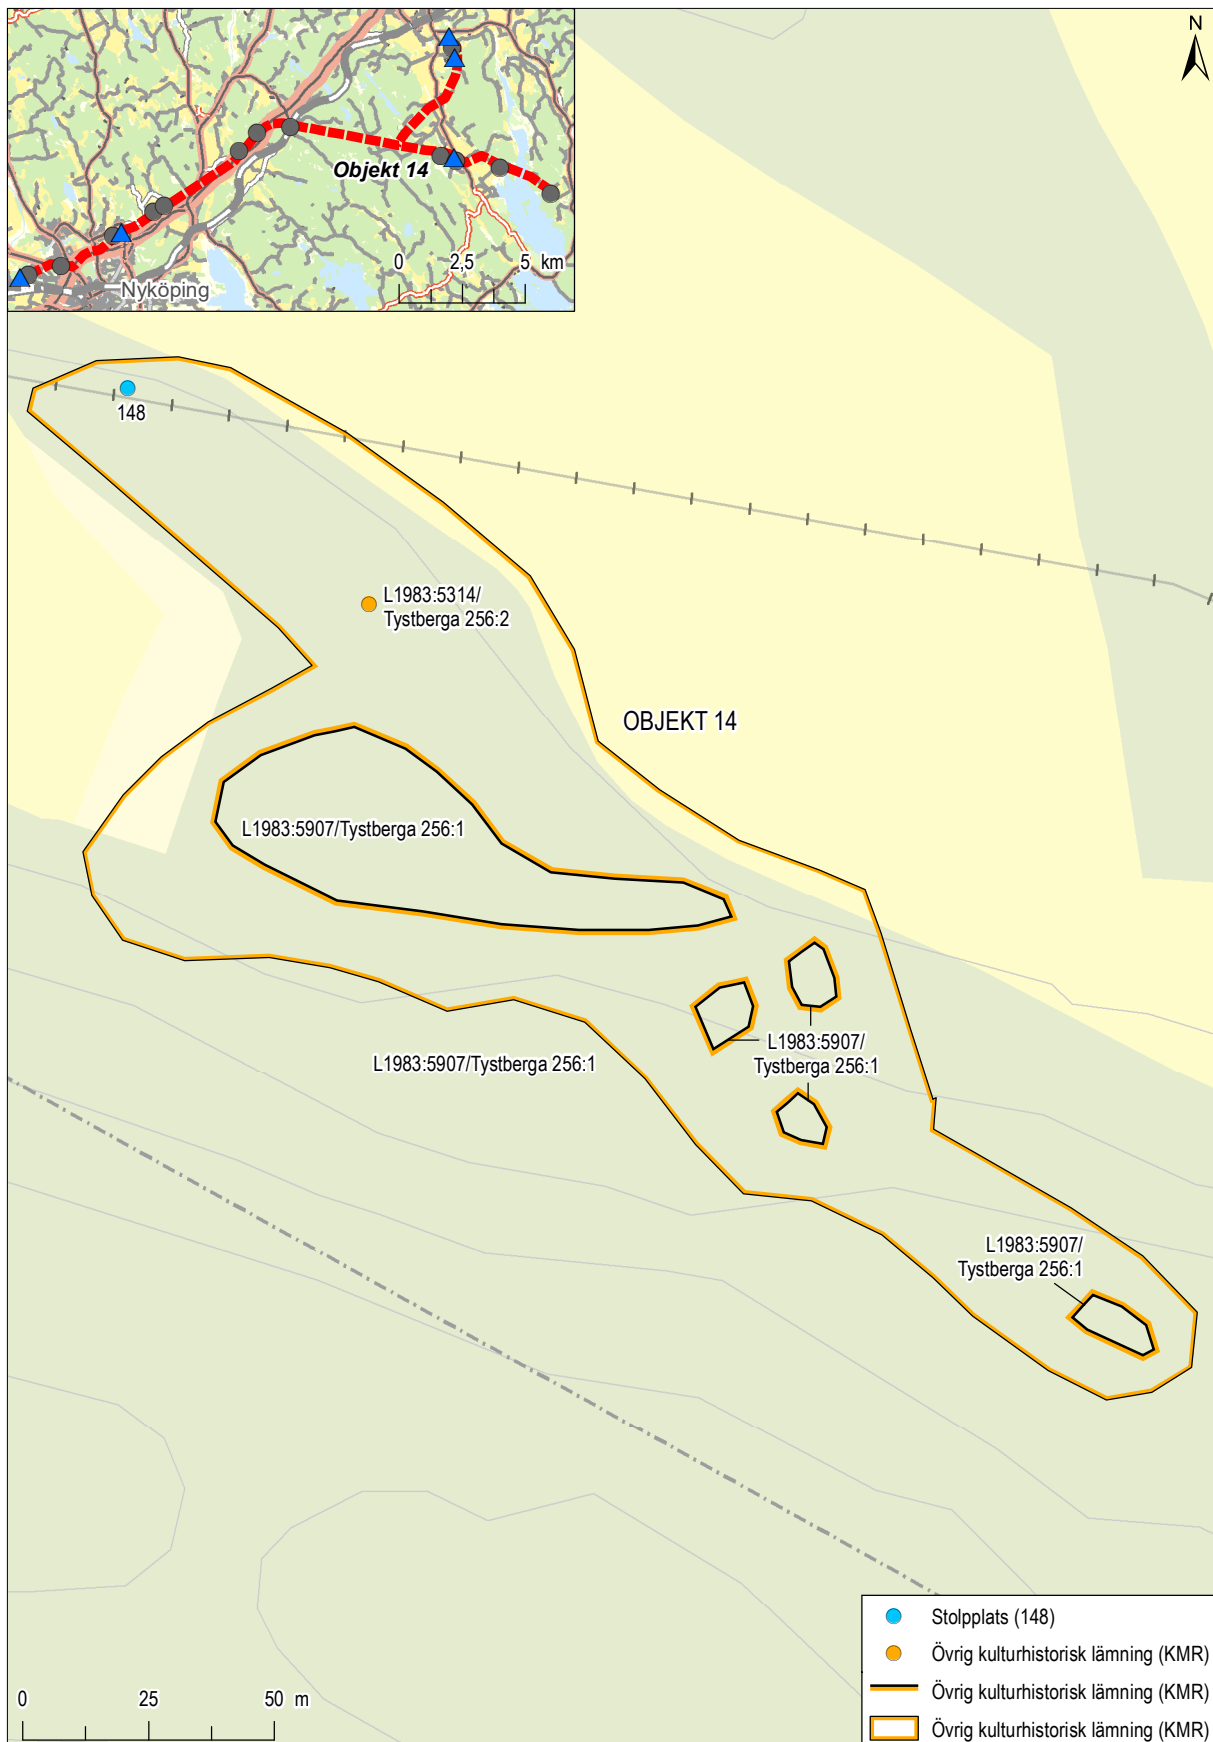 N
Objekt 14
0 2,5 5 km
Nyköping
148
L1983:5314/
Tystberga 256:2
OBJEKT 14
L1983:5907/Tystberga 256:1
L1983:5907/
Tystberga 256:1
L1983:5907/Tystberga 256:1
L1983:5907/
Tystberga 256:1
0 25 50 m
Stolpplats (148)
Övrig kulturhistorisk lämning (KMR)
Övrig kulturhistorisk lämning (KMR)
Övrig kulturhistorisk lämning (KMR)